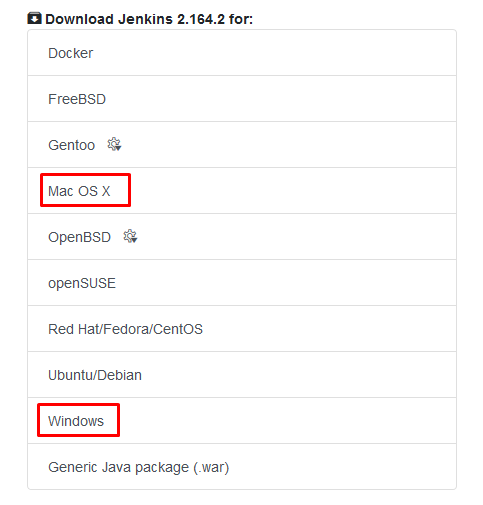 Download Jenkins 2.164.2 for:
Docker
FreeBSD
Gentoo
Mac OS X
OpenBSD
openSUSE
Red Hat/Fedora/CentOS
Ubuntu/Debian
Windows
Generic Java package (.war)